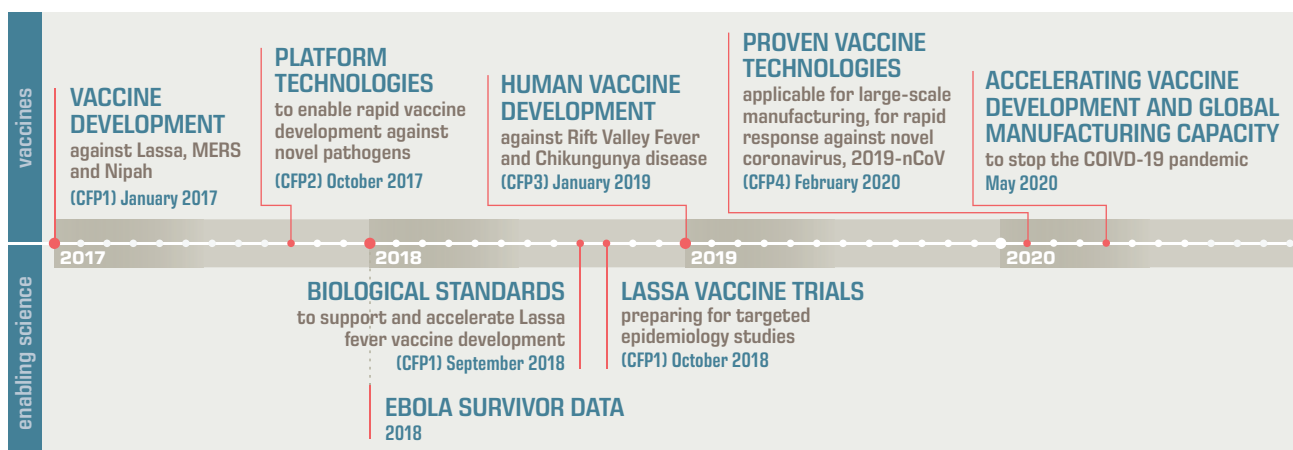 vaccines
VACCINE
DEVELOPMENT
against Lassa, MERS
and Nipah
(CFP1) January 2017
PLATFORM
TECHNOLOGIES
to enable rapid vaccine
development against
novel pathogens
(CFP2) October 2017
HUMAN VACCINE
DEVELOPMENT
against Rift Valley Fever
and Chikungunya disease
(CFP3) January 2019
PROVEN VACCINE
TECHNOLOGIES
applicable for large-scale
manufacturing, for rapid
response against novel
coronavirus, 2019-nCoV
(CFP4) February 2020
ACCELERATING VACCINE
DEVELOPMENT AND GLOBAL
MANUFACTURING CAPACITY
to stop the COIVD-19 pandemic
May 2020
2017
2018
2019
2020
enabling science
BIOLOGICAL STANDARDS
to support and accelerate Lassa
fever vaccine development
(CFP1) September 2018
LASSA VACCINE TRIALS
preparing for targeted
epidemiology studies
(CFP1) October 2018
EBOLA SURVIVOR DATA
2018